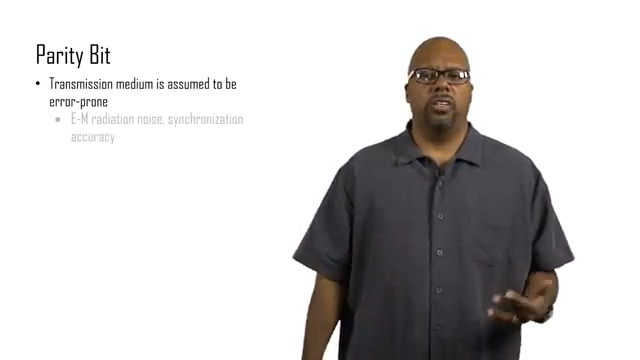 Parity Bit
• Transmission medium is assumed to be
error-prone
▪ E-M radiation noise, synchronization
accuracy